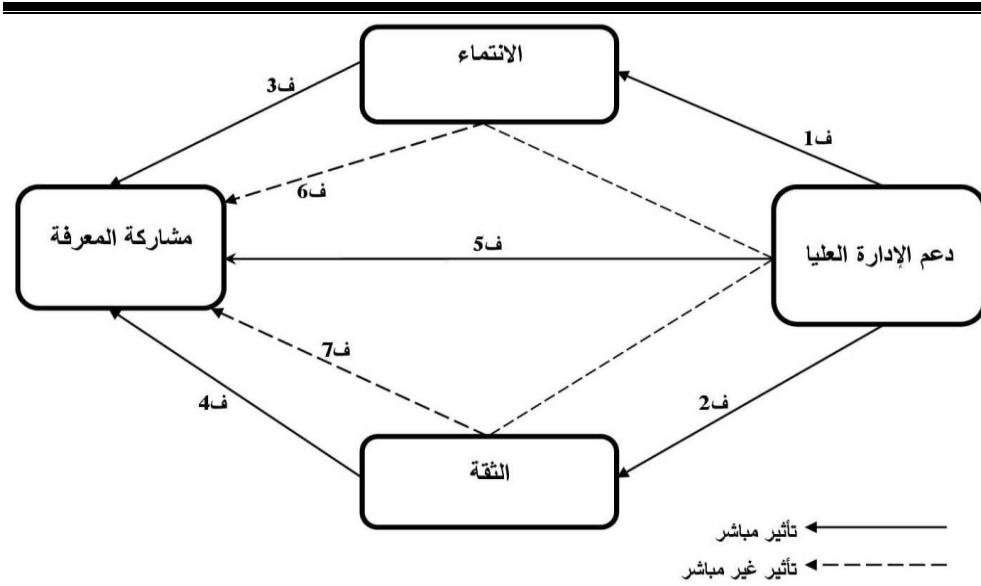 الانتماء
ف3
ف1
ف6
مشاركة المعرفة
ف5
دعم الإدارة العليا
ف7
ف4
ف2
الثقة
تأثير مباشر
تأثير غير مباشر